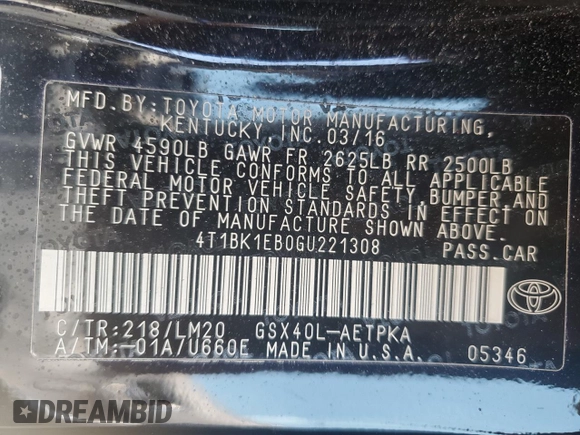 MFD.BY:TOYOTA MOTOR MANUFACTURING,
KENTUCKY, INC.03/16
GVWR 4590LB GAWR FR 2625LB RR 2500LB
THIS VEHICLE CONFORMS TO ALL APPLICABLE
FEDERAL MOTOR VEHICLE SAFETY,BUMPER,AND
THEFT PREVENTION STANDARDS IN EFFECT ON
THE DATE OF MANUFACTURE SHOWN ABOVE.
4T1BK1EB0GU221308 PASS.CAR
C/TR:218/LM20 GSX40L-AETPKA
A/TM:-01A7U660E MADE IN U.S.A. 05346
DREAMBID